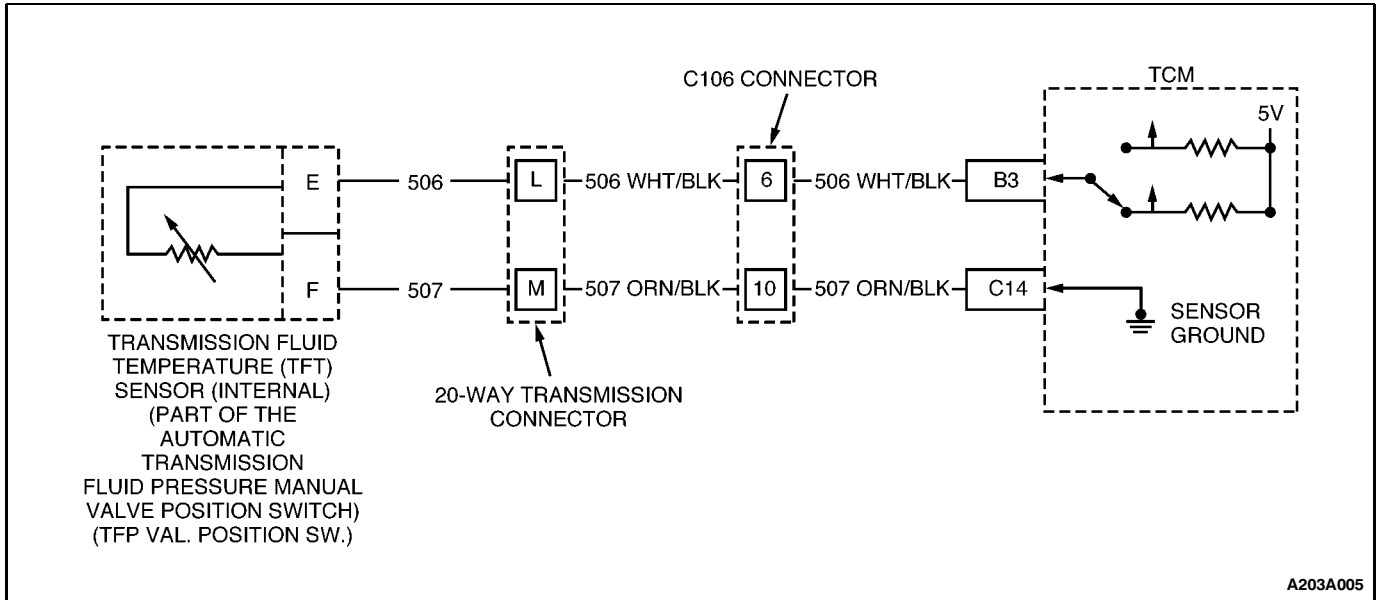 C106 CONNECTOR
TCM
5V
E
506
L
506 WHT/BLK
6
506 WHT/BLK
B3
F
507
M
507 ORN/BLK
10
507 ORN/BLK
C14
SENSOR
GROUND
TRANSMISSION FLUID
TEMPERATURE (TFT)
SENSOR (INTERNAL)
(PART OF THE
AUTOMATIC
TRANSMISSION
FLUID PRESSURE MANUAL
VALVE POSITION SWITCH)
(TFP VAL. POSITION SW.)
20-WAY TRANSMISSION
CONNECTOR
A203A005